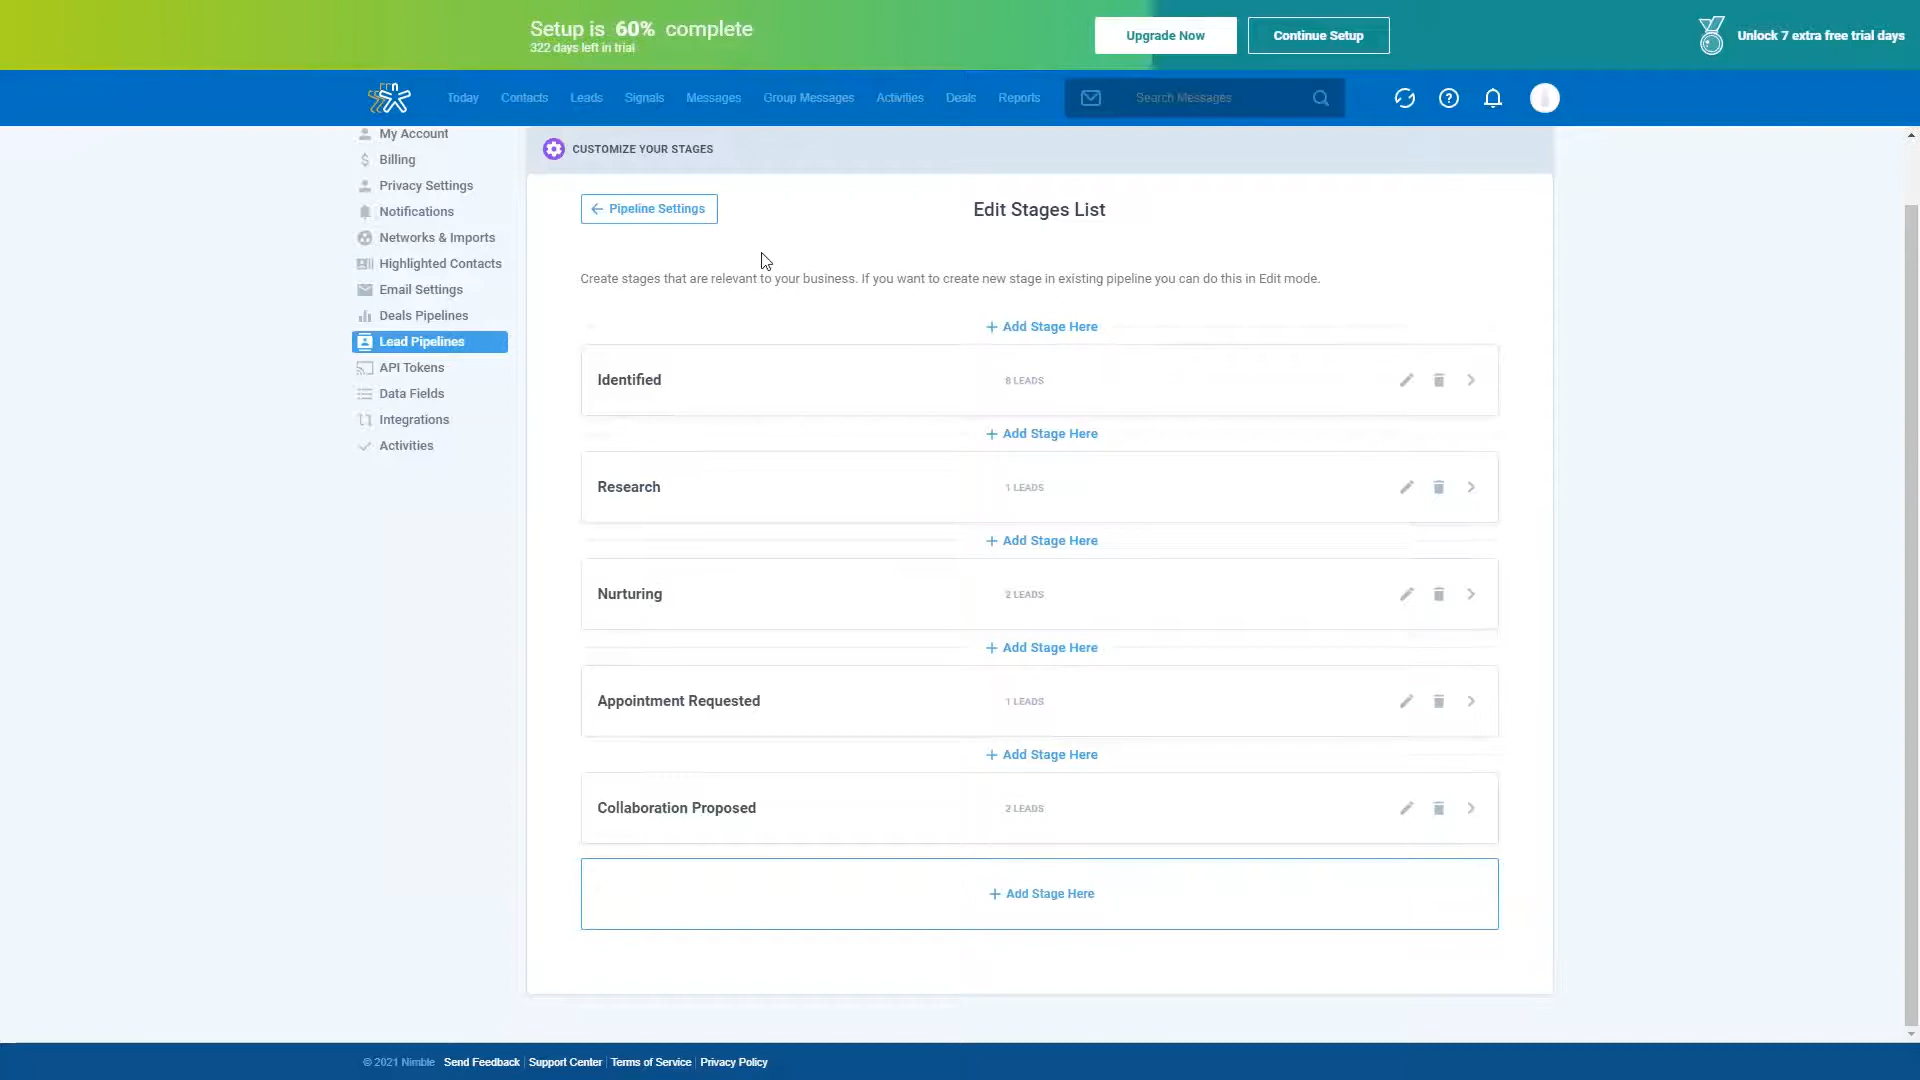 Setup is 60% complete
322 days left in trial
Upgrade Now
Continue Setup
Unlock 7 extra free trial days
n
Today
Contacts
Leads
Signals
Messages
Group Messages
Activities
Deals
Reports
Search Messages
My Account
Billing
Privacy Settings
Notifications
Networks & Imports
Highlighted Contacts
Email Settings
Deals Pipelines
Lead Pipelines
API Tokens
Data Fields
Integrations
Activities
CUSTOMIZE YOUR STAGES
Pipeline Settings
Edit Stages List
Create stages that are relevant to your business. If you want to create new stage in existing pipeline you can do this in Edit mode.
+ Add Stage Here
Identified
8 LEADS
+ Add Stage Here
Research
1 LEADS
+ Add Stage Here
Nurturing
2 LEADS
+ Add Stage Here
Appointment Requested
1 LEADS
+ Add Stage Here
Collaboration Proposed
2 LEADS
+ Add Stage Here
© 2021 Nimble Send Feedback | Support Center | Terms of Service | Privacy Policy